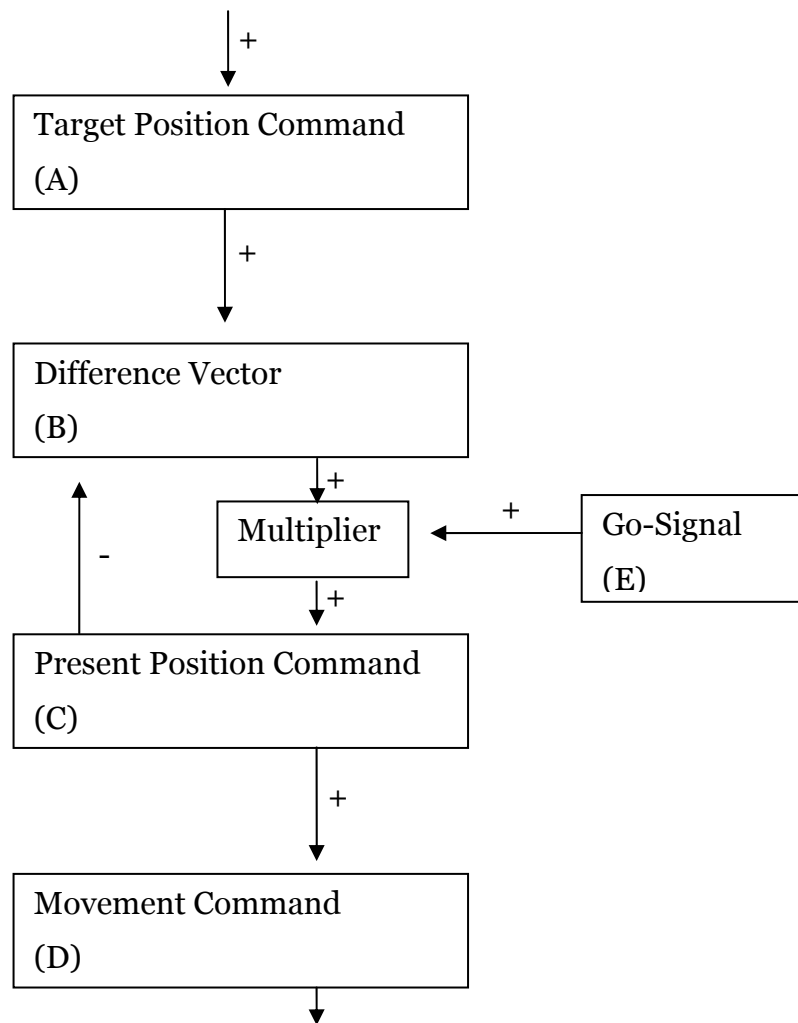 +
Target Position Command
(A)
+
Difference Vector
(B)
+
Multiplier
+
Go-Signal
(E)
-
+
Present Position Command
(C)
+
Movement Command
(D)